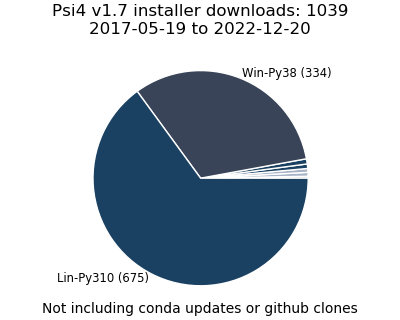 Psi4 v1.7 installer downloads: 1039
2017-05-19 to 2022-12-20
Win-Py38 (334)
Lin-Py310 (675)
Not including conda updates or github clones